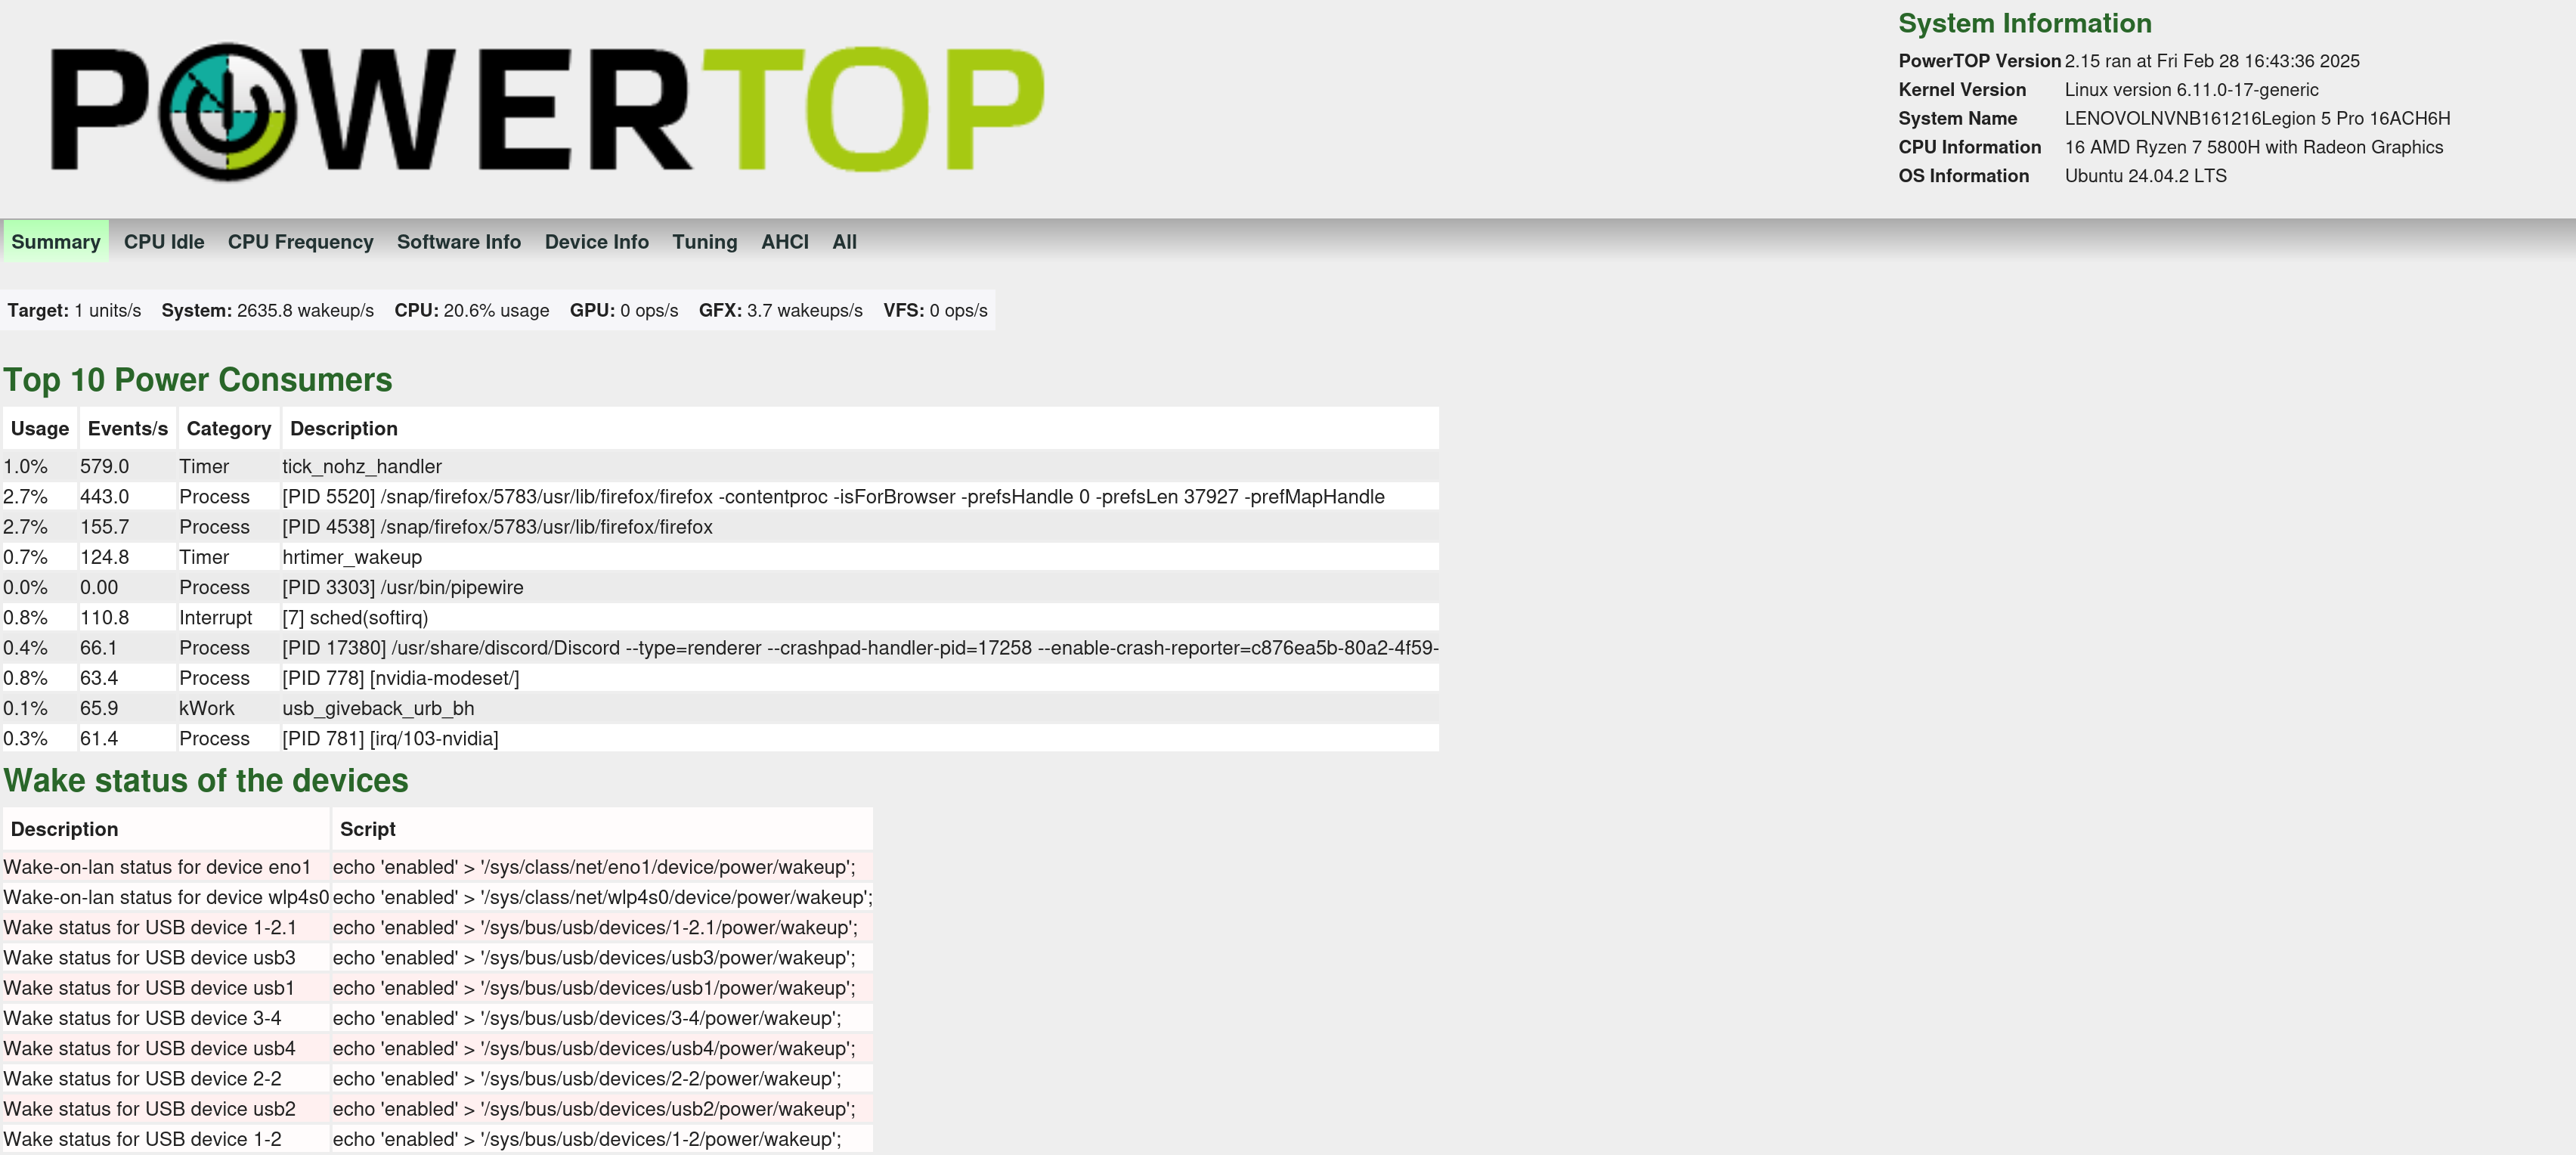 POWERTOP
System Information
PowerTOP Version 2.15 ran at Fri Feb 28 16:43:36 2025
Kernel Version Linux version 6.11.0-17-generic
System Name LENOVOLNVNB161216Legion 5 Pro 16ACH6H
CPU Information 16 AMD Ryzen 7 5800H with Radeon Graphics
OS Information Ubuntu 24.04.2 LTS
Summary CPU Idle CPU Frequency Software Info Device Info Tuning AHCI All
Target: 1 units/s System: 2635.8 wakeup/s CPU: 20.6% usage GPU: 0 ops/s GFX: 3.7 wakeups/s VFS: 0 ops/s
Top 10 Power Consumers
Usage Events/s Category Description
1.0% 579.0 Timer tick_nohz_handler
2.7% 443.0 Process [PID 5520] /snap/firefox/5783/usr/lib/firefox/firefox -contentproc -isForBrowser -prefsHandle 0 -prefsLen 37927 -prefMapHandle
2.7% 155.7 Process [PID 4538] /snap/firefox/5783/usr/lib/firefox/firefox
0.7% 124.8 Timer hrtimer_wakeup
0.0% 0.00 Process [PID 3303] /usr/bin/pipewire
0.8% 110.8 Interrupt [7] sched(softirq)
0.4% 66.1 Process [PID 17380] /usr/share/discord/Discord --type=renderer --crashpad-handler-pid=17258 --enable-crash-reporter=c876ea5b-80a2-4f59-
0.8% 63.4 Process [PID 778] [nvidia-modeset/]
0.1% 65.9 kWork usb_giveback_urb_bh
0.3% 61.4 Process [PID 781] [irq/103-nvidia]
Wake status of the devices
Description Script
Wake-on-lan status for device eno1 echo 'enabled' > '/sys/class/net/eno1/device/power/wakeup';
Wake-on-lan status for device wlp4s0 echo 'enabled' > '/sys/class/net/wlp4s0/device/power/wakeup';
Wake status for USB device 1-2.1 echo 'enabled' > '/sys/bus/usb/devices/1-2.1/power/wakeup';
Wake status for USB device usb3 echo 'enabled' > '/sys/bus/usb/devices/usb3/power/wakeup';
Wake status for USB device usb1 echo 'enabled' > '/sys/bus/usb/devices/usb1/power/wakeup';
Wake status for USB device 3-4 echo 'enabled' > '/sys/bus/usb/devices/3-4/power/wakeup';
Wake status for USB device usb4 echo 'enabled' > '/sys/bus/usb/devices/usb4/power/wakeup';
Wake status for USB device 2-2 echo 'enabled' > '/sys/bus/usb/devices/2-2/power/wakeup';
Wake status for USB device usb2 echo 'enabled' > '/sys/bus/usb/devices/usb2/power/wakeup';
Wake status for USB device 1-2 echo 'enabled' > '/sys/bus/usb/devices/1-2/power/wakeup';